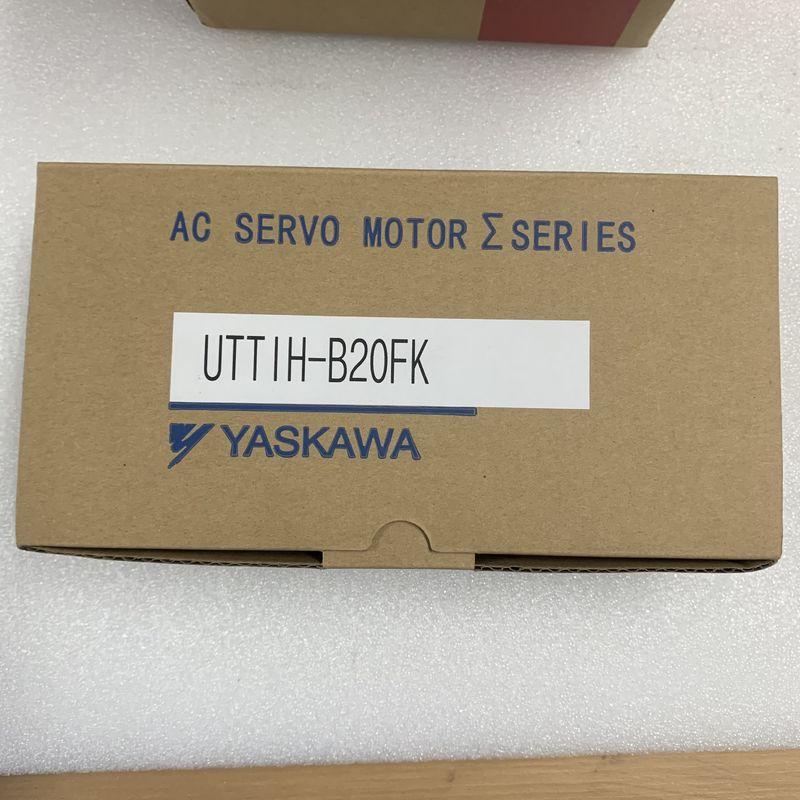 AC SERVO MOTOR Σ SERIES
UTTIH-B20FK
YASKAWA